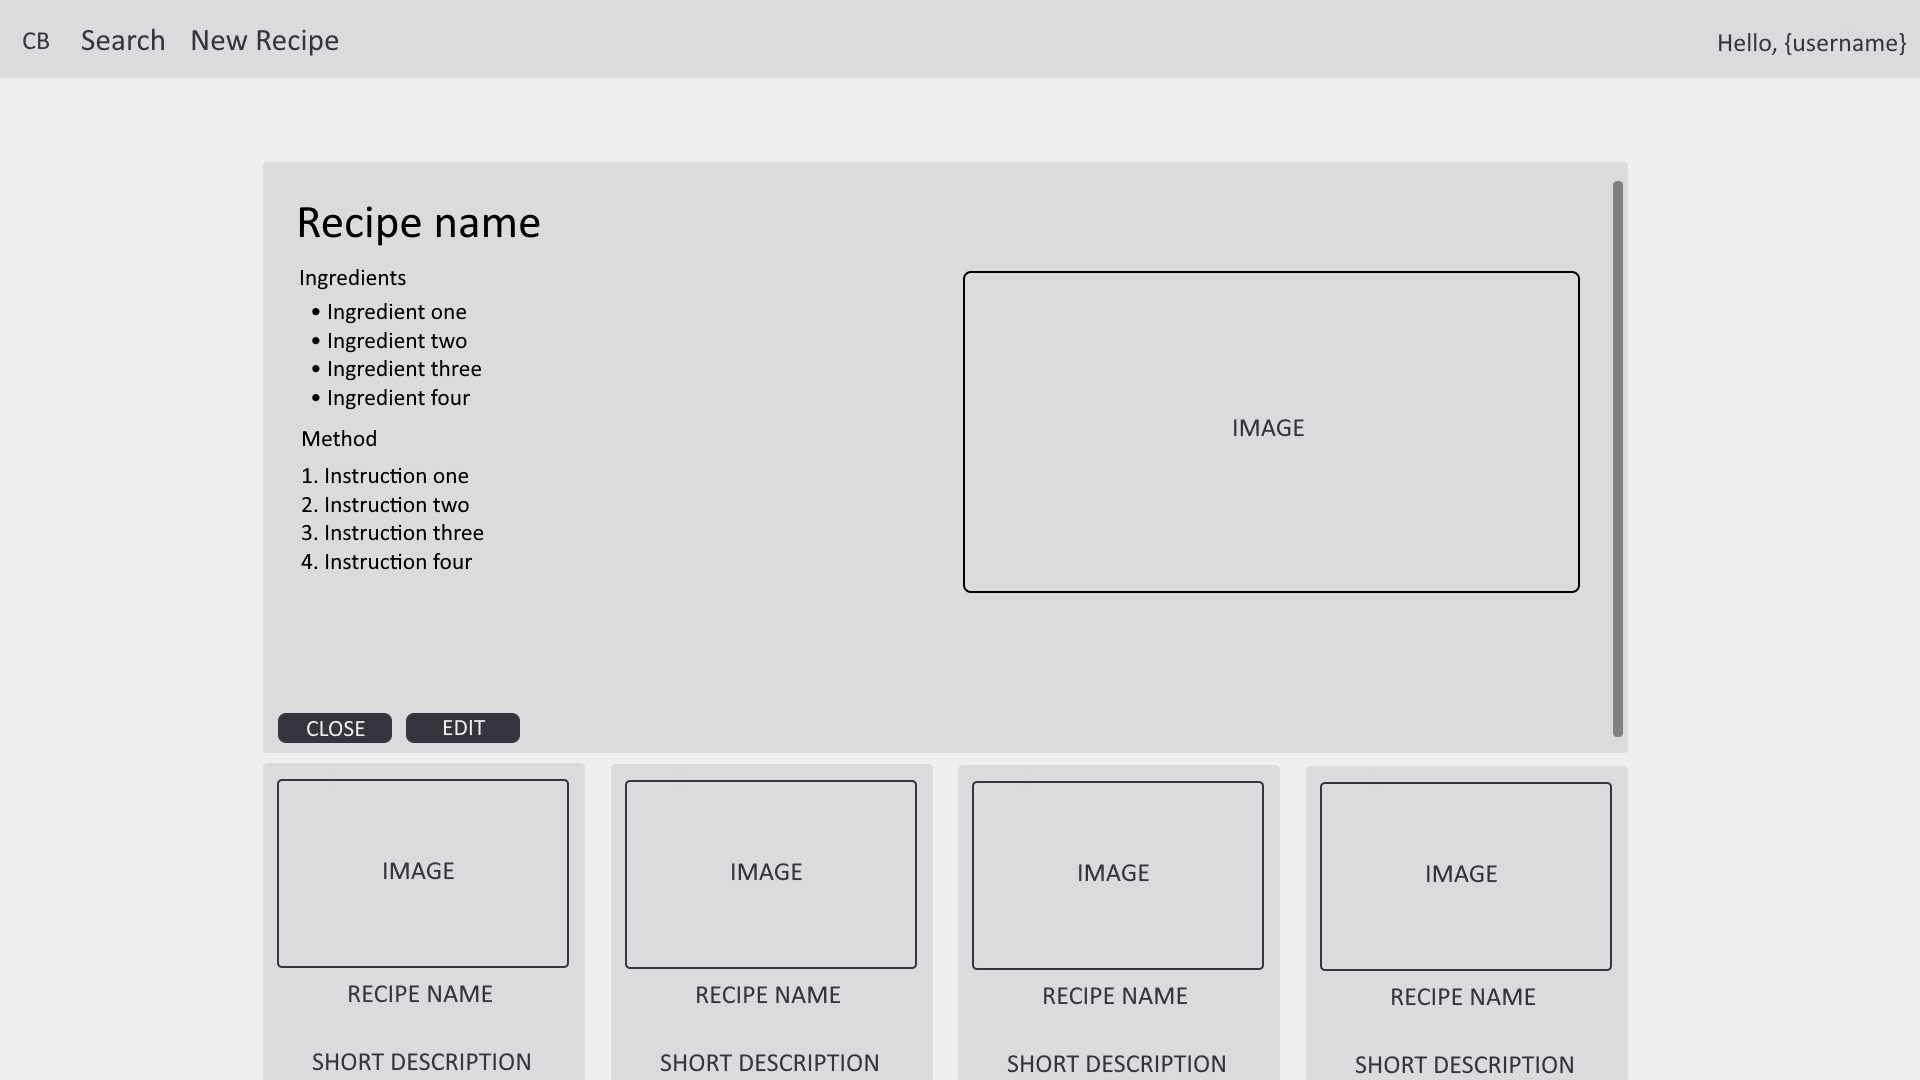 CB Search New Recipe Hello, {username}
Recipe name
Ingredients
• Ingredient one
• Ingredient two
• Ingredient three
• Ingredient four
Method
1. Instruction one
2. Instruction two
3. Instruction three
4. Instruction four
IMAGE
CLOSE EDIT
IMAGE IMAGE IMAGE IMAGE
RECIPE NAME RECIPE NAME RECIPE NAME RECIPE NAME
SHORT DESCRIPTION SHORT DESCRIPTION SHORT DESCRIPTION SHORT DESCRIPTION